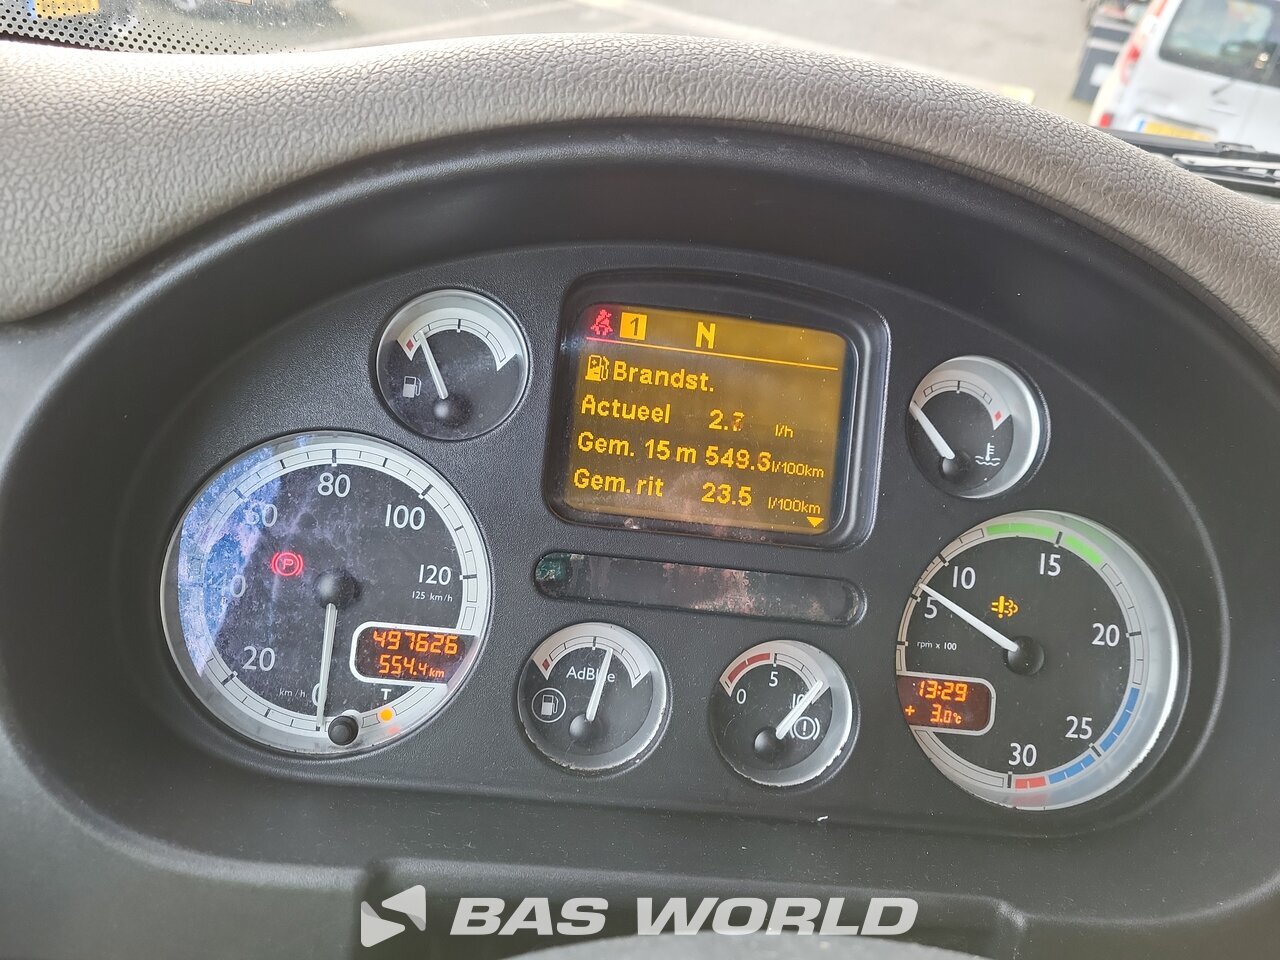 1 N
Brandst.
Actueel 2.7 l/h
Gem. 15 m 549.3 l/100km
Gem. rit 23.5 l/100km
20
60
80
100
120
125 km/h
km/h
0
P
497626
554.4 km
T
AdBlue
0 5 10
5
10
15
20
25
30
rpm x 100
13:29
+ 3.0°C
BAS WORLD